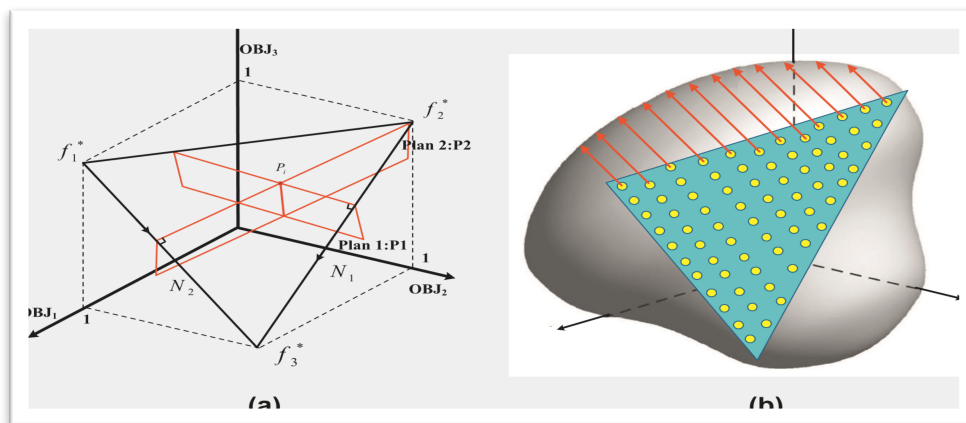 OBJ₃
1
f₁*
f₂*
Plan 2:P2
Pᵢ
Plan 1:P1
N₁
N₂
1
OBJ₂
OBJ₁
1
f₃*
(a)
(b)